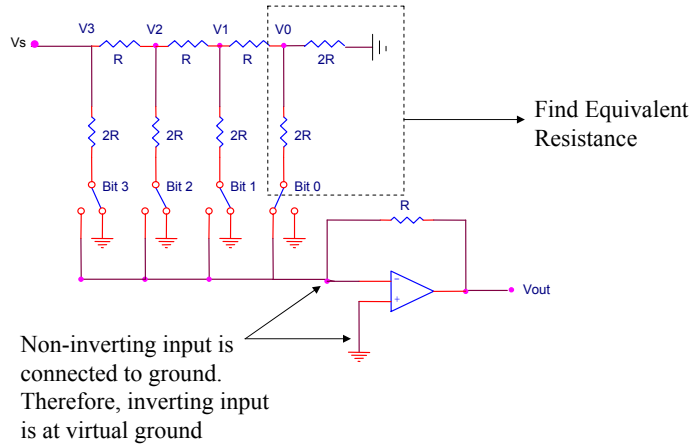 V3 V2 V1 V0
Vs
R R R 2R
2R 2R 2R 2R
Find Equivalent
Resistance
Bit 3 Bit 2 Bit 1 Bit 0
R
-
+
Vout
Non-inverting input is
connected to ground.
Therefore, inverting input
is at virtual ground